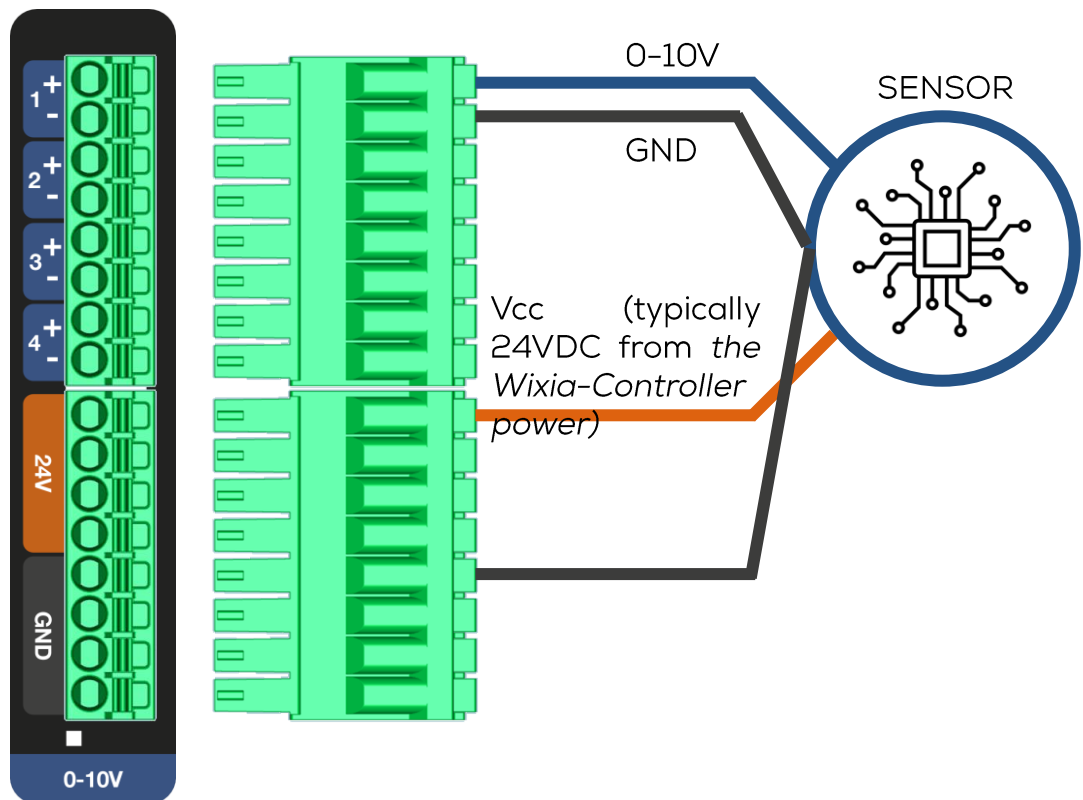 1 + -
2 + -
3 + -
4 + -
24V
GND
0-10V
0-10V
GND
SENSOR
Vcc (typically
24VDC from the
Wixia-Controller
power)